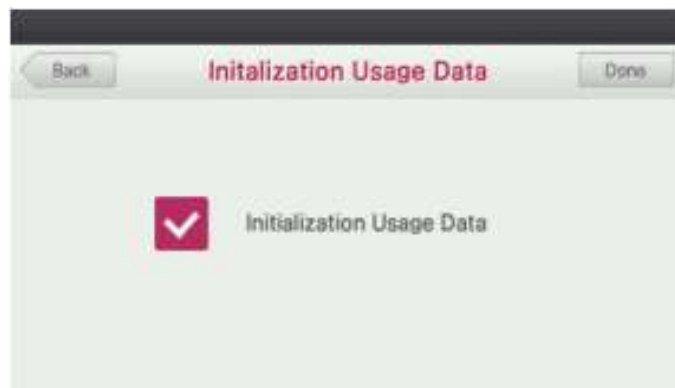 Back
Initalization Usage Data
Done
Initialization Usage Data